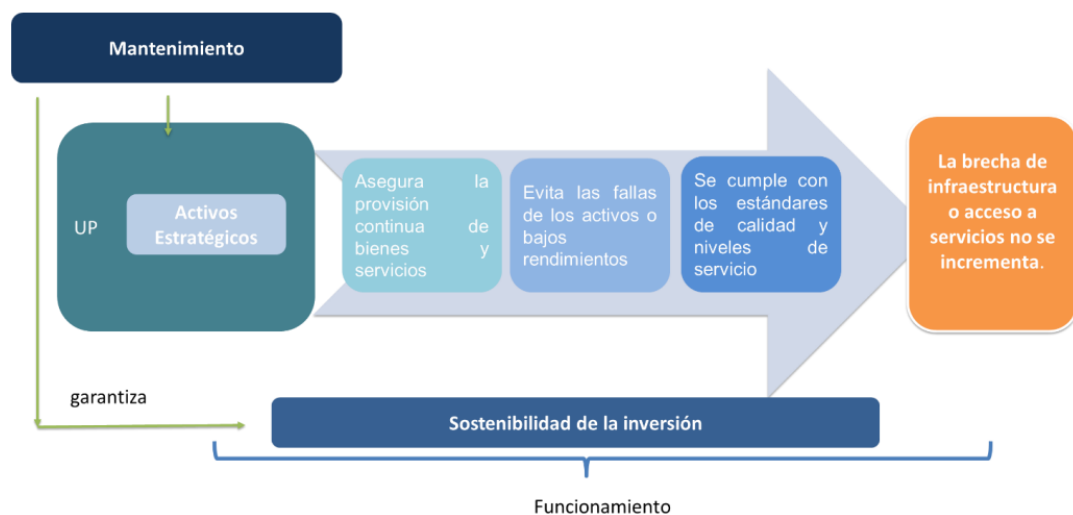 Mantenimiento
UP
Activos
Estratégicos
Asegura la
provisión
continua de
bienes y
servicios
Evita las fallas
de los activos o
bajos
rendimientos
Se cumple con
los estándares
de calidad y
niveles de
servicio
La brecha de
infraestructura
o acceso a
servicios no se
incrementa.
garantiza
Sostenibilidad de la inversión
Funcionamiento